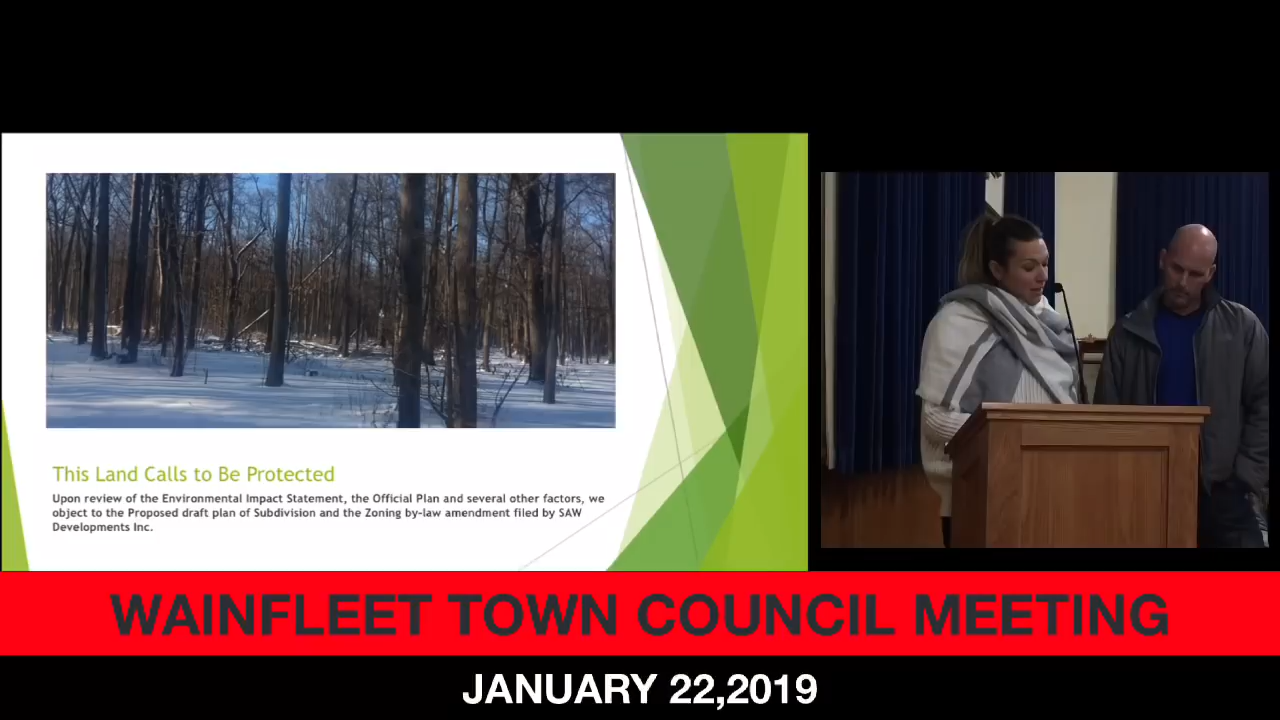 This Land Calls to Be Protected
Upon review of the Environmental Impact Statement, the Official Plan and several other factors, we
object to the Proposed draft plan of Subdivision and the Zoning by-law amendment filed by SAW
Developments Inc.
WAINFLEET TOWN COUNCIL MEETING
JANUARY 22,2019